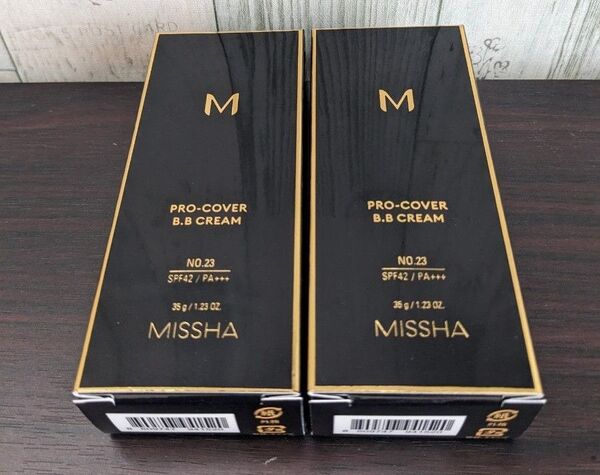 M
PRO-COVER
B.B CREAM
NO.23
SPF42 / PA+++
35g/1.23 OZ.
MISSHA
M
PRO-COVER
B.B CREAM
NO.23
SPF42 / PA+++
35g/1.23 OZ.
MISSHA